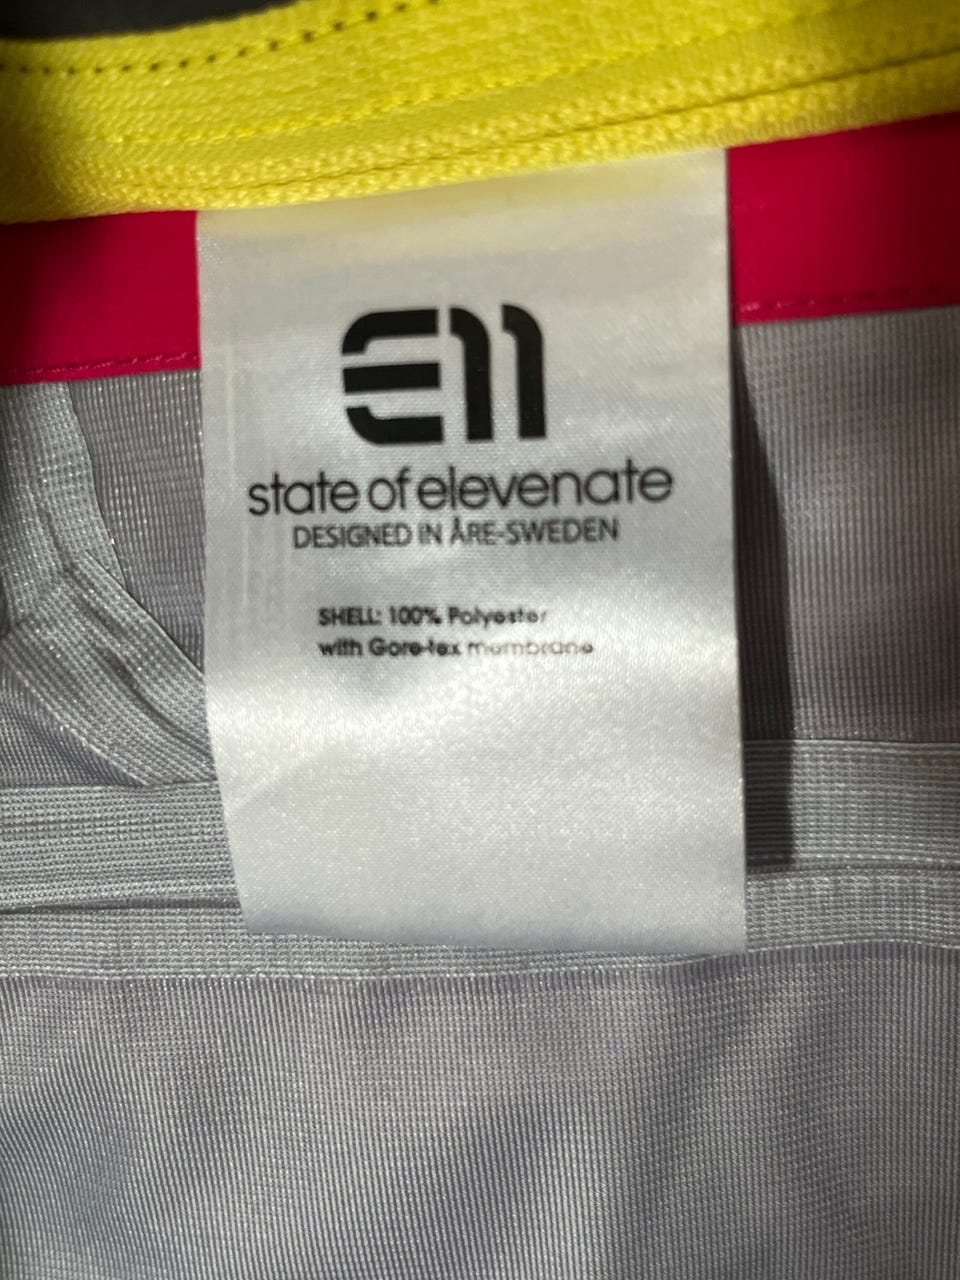 E11
state of elevenate
DESIGNED IN ÅRE-SWEDEN
SHELL: 100% Polyester
with Gore-tex membrane